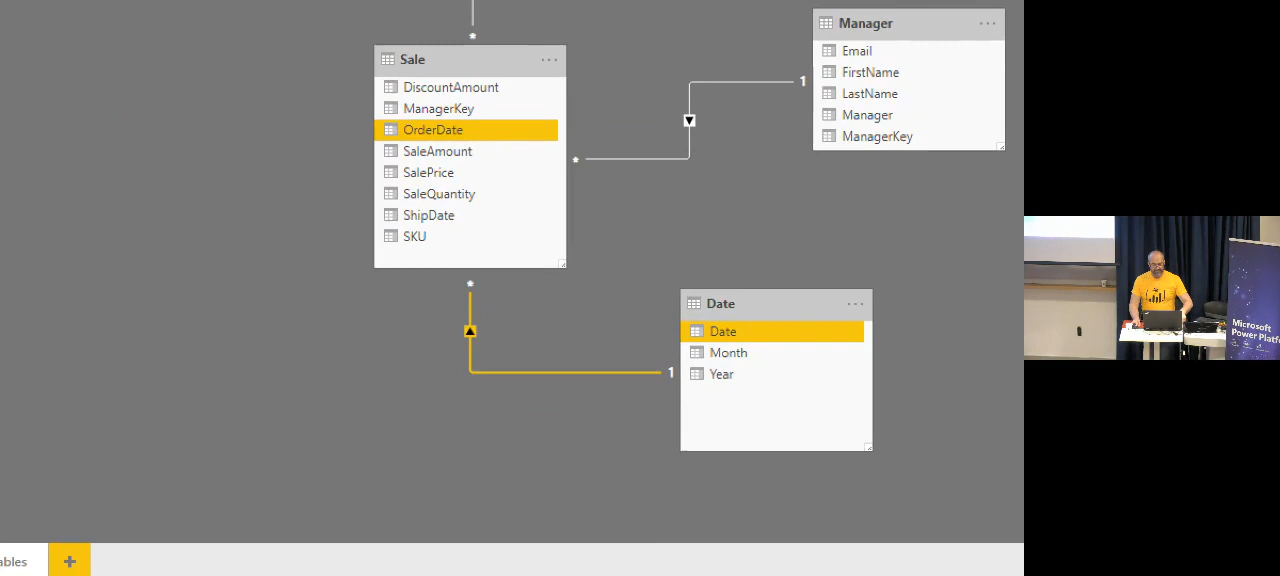 *
Sale ...
DiscountAmount
ManagerKey
OrderDate
SaleAmount
SalePrice
SaleQuantity
ShipDate
SKU
*
*
Manager ...
Email
FirstName
LastName
Manager
ManagerKey
1
Date ...
Date
Month
Year
1
ables
+
Microsoft
Power Platf